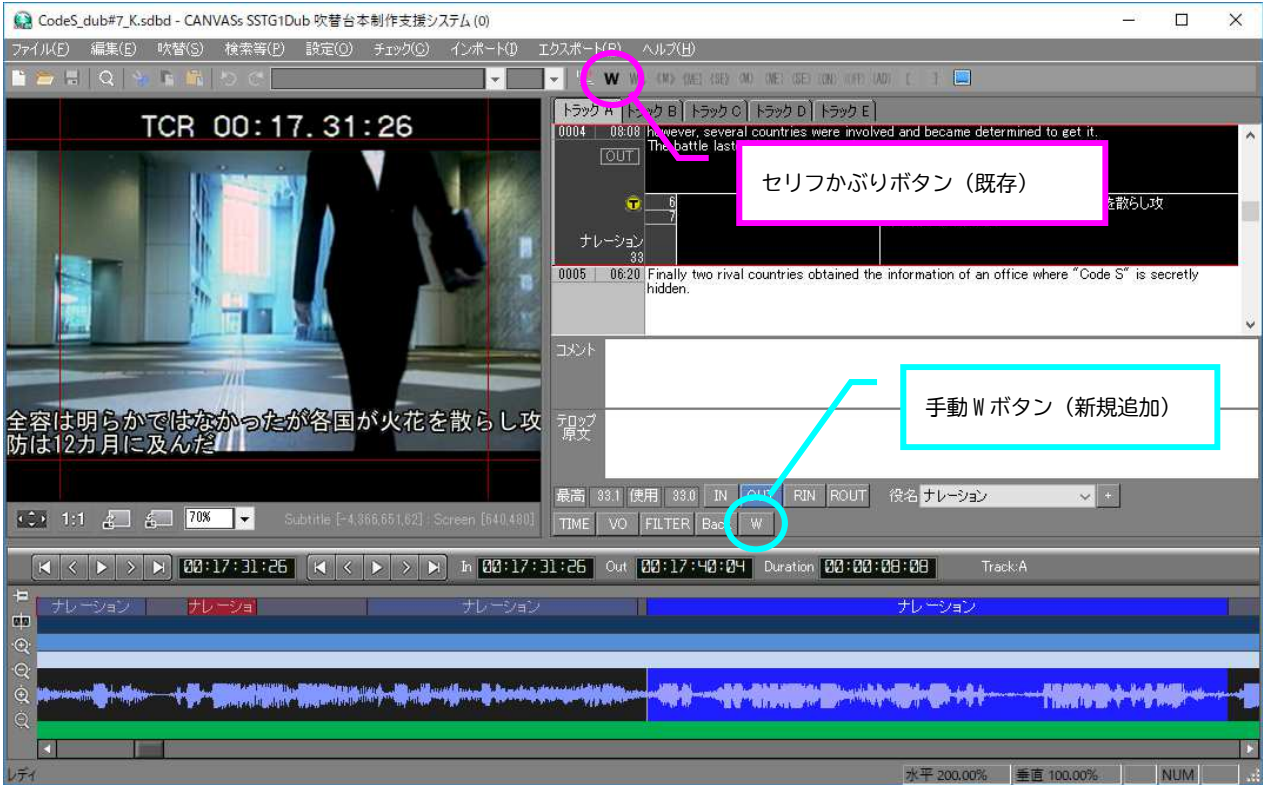 CodeS_dub#7_K.sdbd - CANVASs SSTG1Dub 吹替台本制作支援システム (0)
ファイル(F) 編集(E) 吹替(S) 検索等(P) 設定(O) チェック(C) インポート(I) エクスポート(R) ヘルプ(H)
W W (M) (ME) (SE) (M) (ME) (SE) (ON) (OFF) (AD) [ ]
TCR 00:17.31:26
全容は明らかではなかったが各国が火花を散らし攻
防は12カ月に及んだ
1:1 70% Subtitle [-4,366,651,62] : Screen [640,480]
トラック A トラック B トラック C トラック D トラック E
0004 08:08 however, several countries were involved and became determined to get it.
OUT The battle last
セリフかぶりボタン（既存）
T 6 を散らし攻
7
ナレーション
33
0005 06:20 Finally two rival countries obtained the information of an office where "Code S" is secretly
hidden.
コメント
手動Wボタン（新規追加）
テロップ
原文
最高 33.1 使用 33.0 IN OUT RIN ROUT 役名 ナレーション +
TIME VO FILTER Back W
00:17:31:26 In 00:17:31:26 Out 00:17:40:04 Duration 00:00:08:08 Track:A
ナレーション ナレーショ ナレーション ナレーション
レディ 水平 200.00% 垂直 100.00% NUM